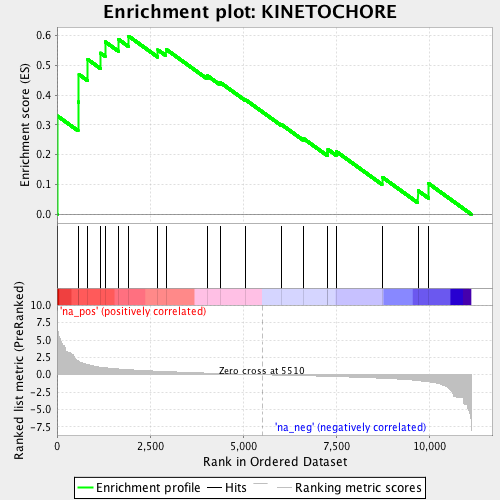 Enrichment plot: KINETOCHORE
Enrichment score (ES)
0.6
0.5
0.4
0.3
0.2
0.1
0.0
Ranked list metric (PreRanked)
10.0
7.5
5.0
2.5
0.0
-2.5
-5.0
-7.5
'na_pos' (positively correlated)
Zero cross at 5510
'na_neg' (negatively correlated)
0
2,500
5,000
7,500
10,000
Rank in Ordered Dataset
Enrichment profile
Hits
Ranking metric scores